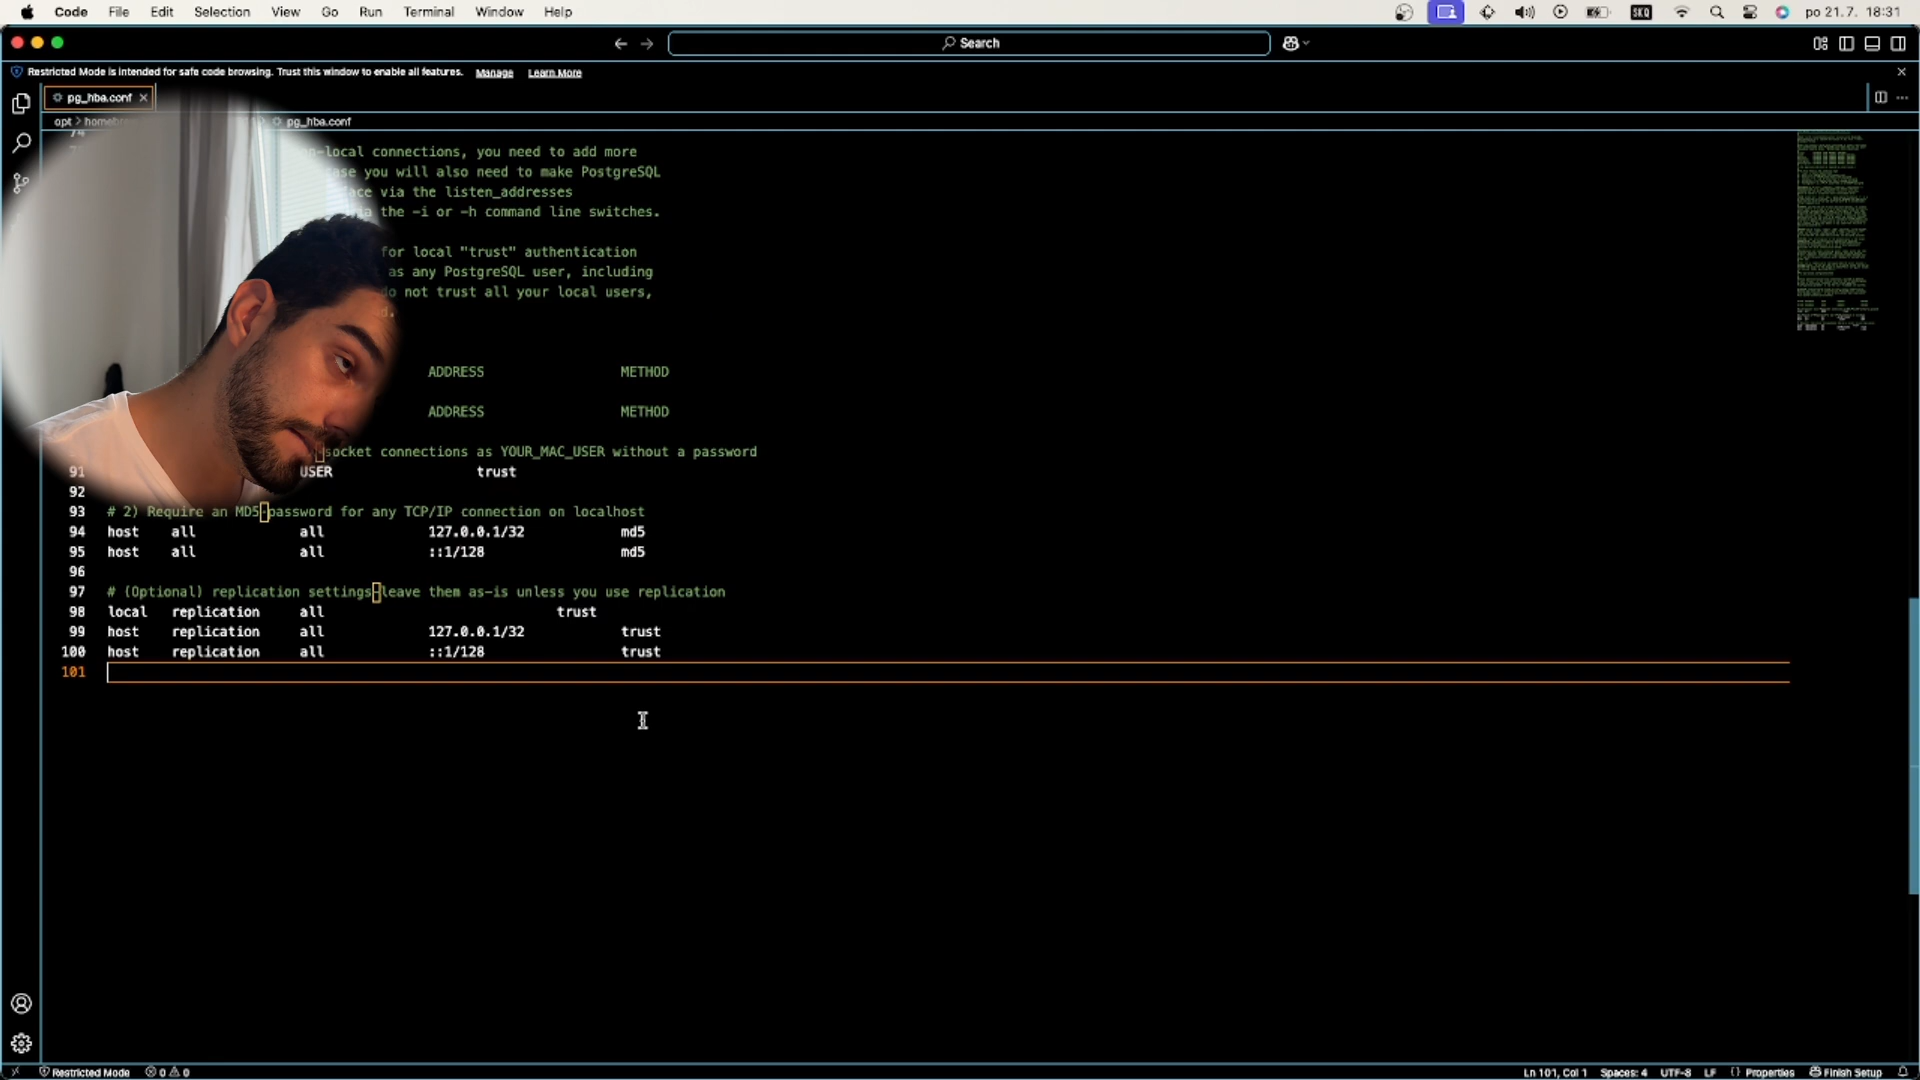 Code File Edit Selection View Go Run Terminal Window Help SKQ po 21.7. 18:31
Search
Restricted Mode is intended for safe code browsing. Trust this window to enable all features. Manage Learn More
pg_hba.conf
opt > homebre pg_hba.conf
74
n-local connections, you need to add more
ase you will also need to make PostgreSQL
face via the listen_addresses
ia the -i or -h command line switches.
for local "trust" authentication
as any PostgreSQL user, including
do not trust all your local users,
d.
ADDRESS METHOD
ADDRESS METHOD
socket connections as YOUR_MAC_USER without a password
91 USER trust
92
93 # 2) Require an MD5-password for any TCP/IP connection on localhost
94 host all all 127.0.0.1/32 md5
95 host all all ::1/128 md5
96
97 # (Optional) replication settings-leave them as-is unless you use replication
98 local replication all trust
99 host replication all 127.0.0.1/32 trust
100 host replication all ::1/128 trust
101
Restricted Mode 0 0 Ln 101, Col 1 Spaces: 4 UTF-8 LF {} Properties Finish Setup